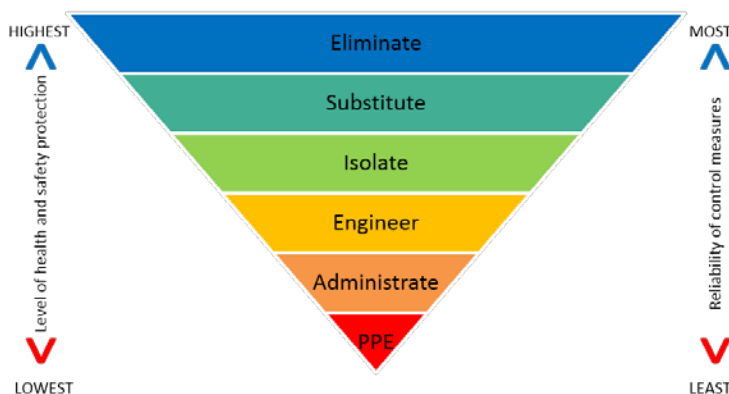 HIGHEST
MOST
Eliminate
Substitute
Isolate
Engineer
Administrate
PPE
Level of health and safety protection
Reliability of control measures
LOWEST
LEAST